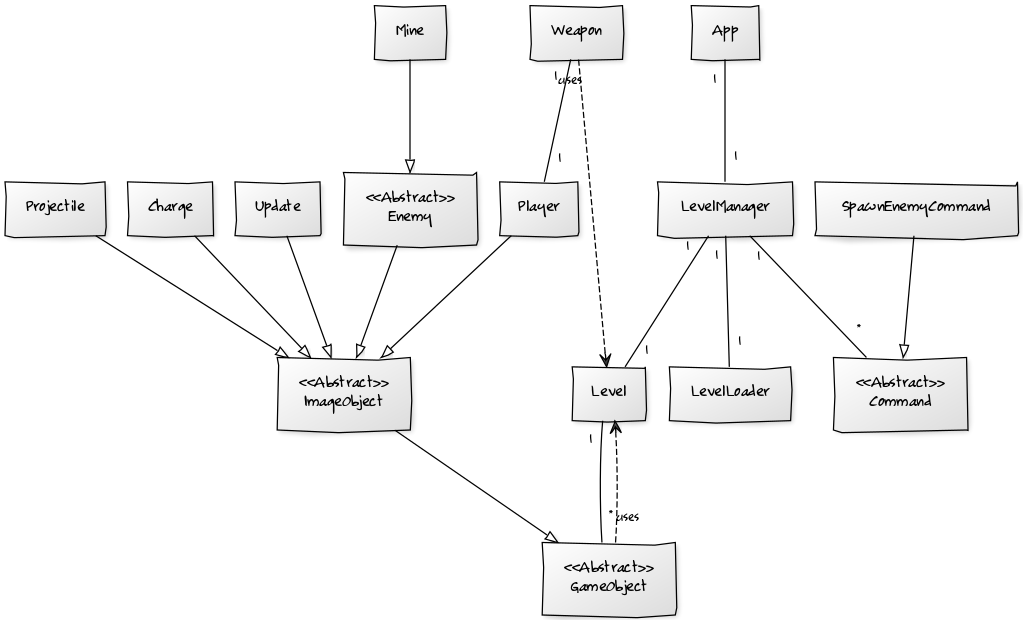 Mine
Weapon
App
1
uses
1
1
1
Projectile
Charge
Update
<<Abstract>>
Enemy
Player
LevelManager
SpawnEnemyCommand
1
1
1
*
1
1
<<Abstract>>
ImageObject
Level
LevelLoader
<<Abstract>>
Command
1
* uses
<<Abstract>>
GameObject